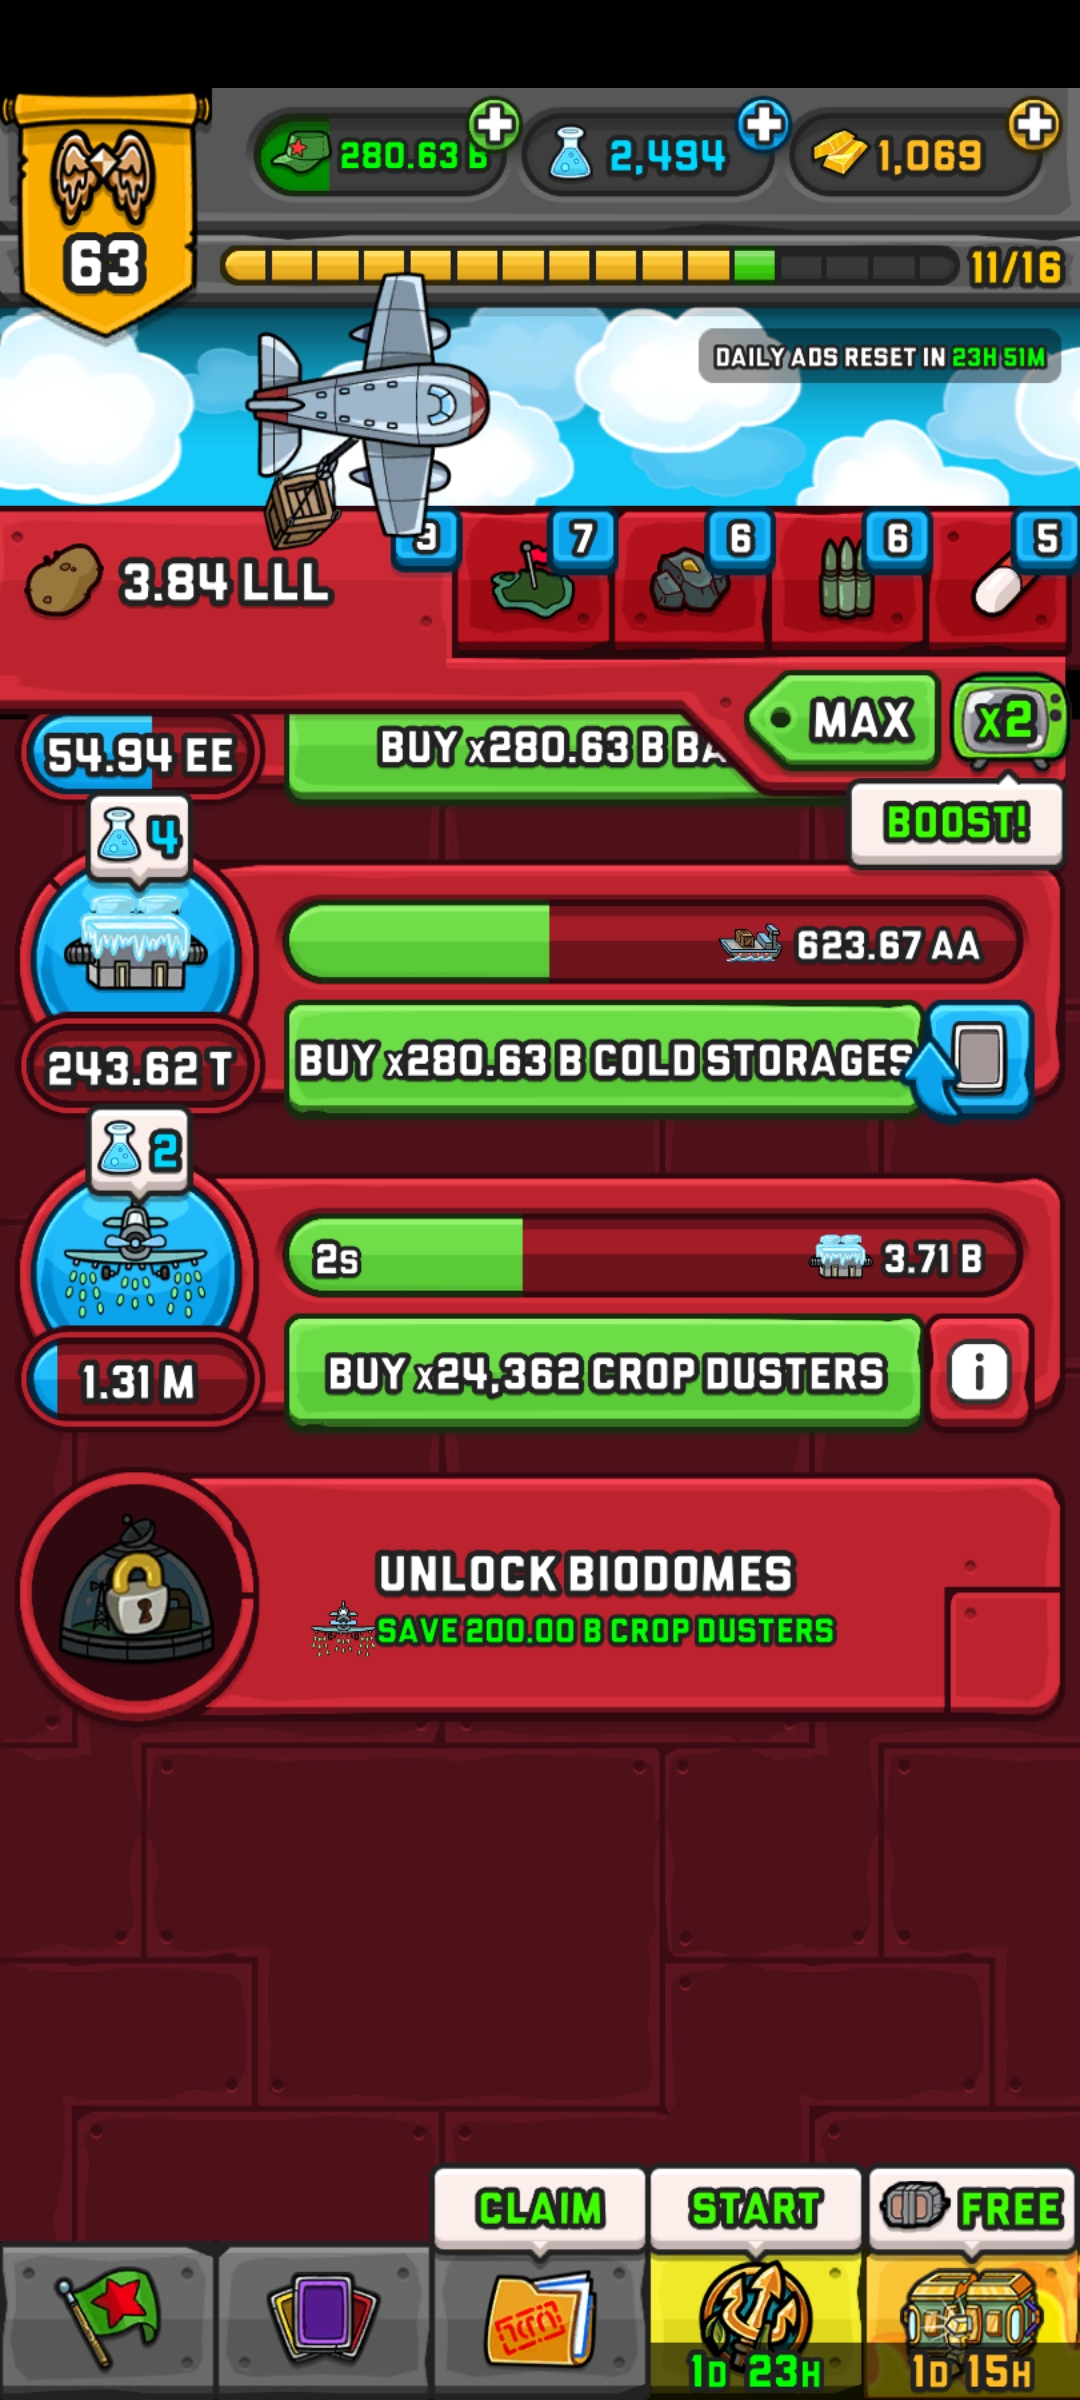 280.63 B
2,494
1,069
63
11/16
DAILY ADS RESET IN 23H 51M
3.84 LLL
3
7
6
6
5
MAX
x2
54.94 EE
BUY x280.63 B BA
BOOST!
4
623.67 AA
243.62 T
BUY x280.63 B COLD STORAGES
2
2s
3.71 B
1.31 M
BUY x24,362 CROP DUSTERS
i
UNLOCK BIODOMES
SAVE 200.00 B CROP DUSTERS
CLAIM
START
FREE
1D 23H
1D 15H